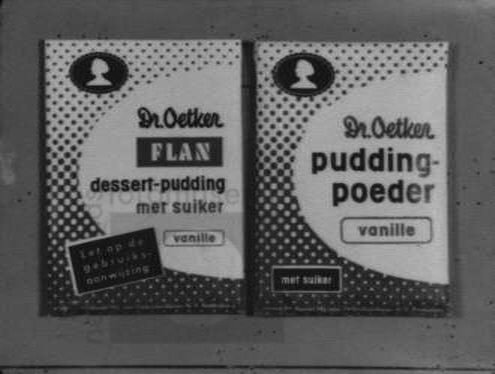 Dr. Oetker
FLAN
dessert-pudding
met suiker
vanille
Let op de
gebruiks-
aanwijzing
Dr. Oetker
pudding-
poeder
vanille
met suiker